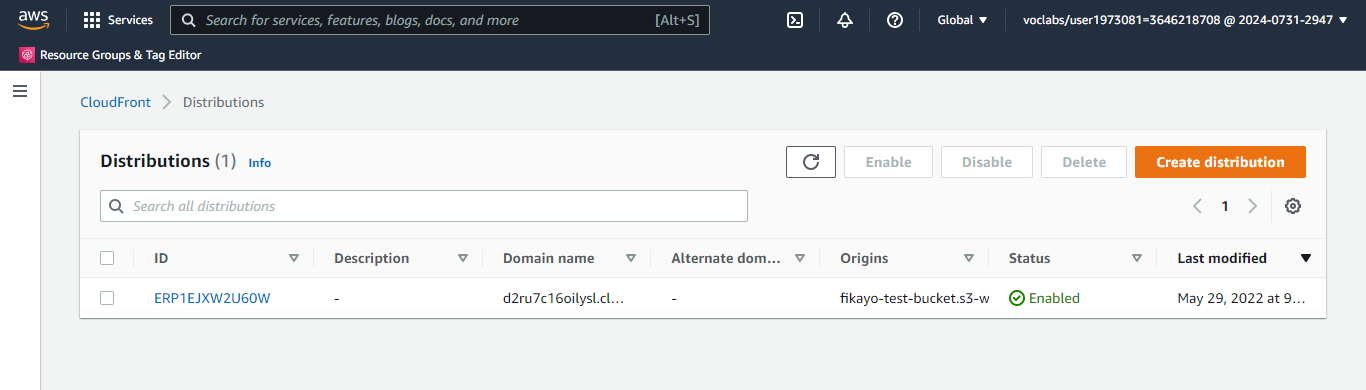 aws Services Search for services, features, blogs, docs, and more [Alt+S] Global voclabs/user1973081=3646218708 @ 2024-0731-2947
Resource Groups & Tag Editor
CloudFront Distributions
Distributions (1) Info Enable Disable Delete Create distribution
Search all distributions 1
ID Description Domain name Alternate dom... Origins Status Last modified
ERP1EJXW2U60W - d2ru7c16oilysl.cl... - fikayo-test-bucket.s3-w Enabled May 29, 2022 at 9...